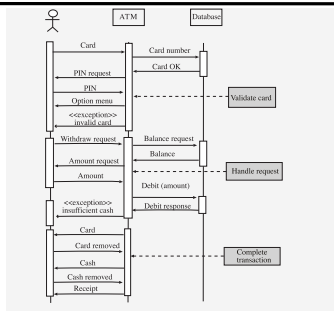 ATM Database
Card
Card number
Card OK
PIN request
PIN
Option menu
Validate card
<<exception>>
invalid card
Withdraw request
Balance request
Balance
Amount request
Handle request
Amount
Debit (amount)
<<exception>>
insufficient cash
Debit response
Card
Card removed
Complete
transaction
Cash
Cash removed
Receipt